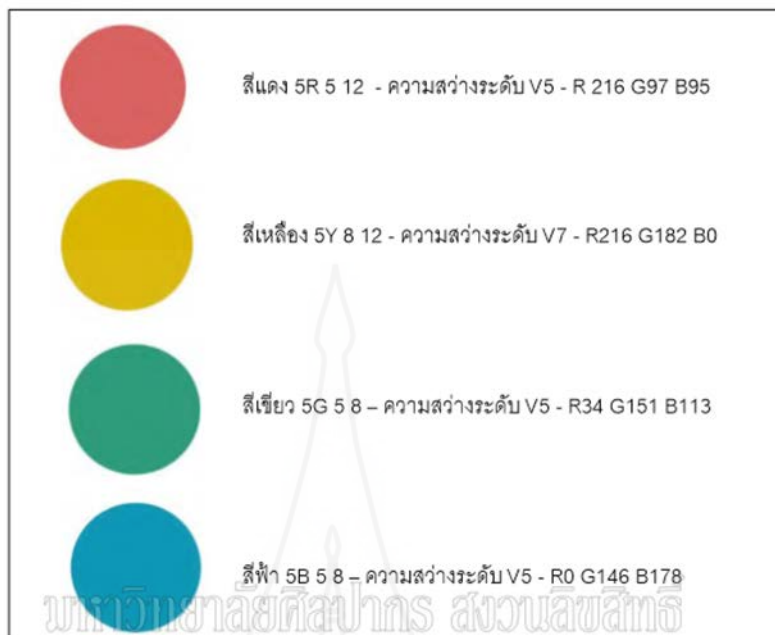 สี่แดง 5R 5 12 - ความสว่างระดับ V5 - R 216 G97 B95
สี่เหลื่อง 5Y 8 12 - ความสว่างระดับ V7 - R216 G182 B0
สี่เขี่ยว 5G 5 8 – ความสว่างระดับ V5 - R34 G151 B113
สี่ฟ้า 5B 5 8 – ความสว่างระดับ V5 - R0 G146 B178
มหาวิทยาลัยศิลปากร สงวนลิขสิทธิ์